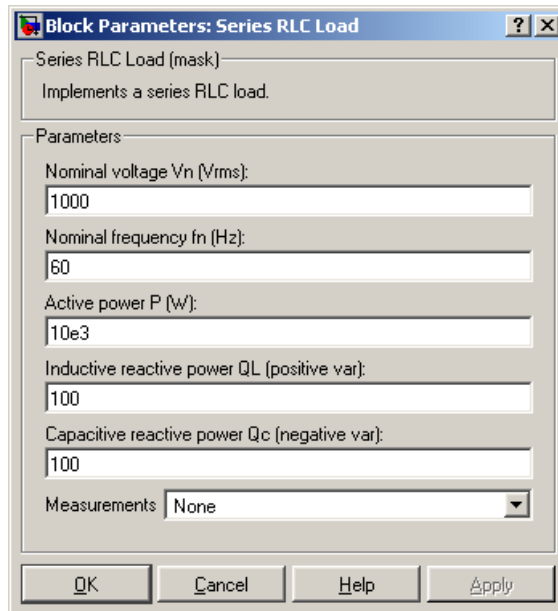 Block Parameters: Series RLC Load
Series RLC Load (mask)
Implements a series RLC load.
Parameters
Nominal voltage Vn (Vrms):
1000
Nominal frequency fn (Hz):
60
Active power P (W):
10e3
Inductive reactive power QL (positive var):
100
Capacitive reactive power Qc (negative var):
100
Measurements None
OK Cancel Help Apply